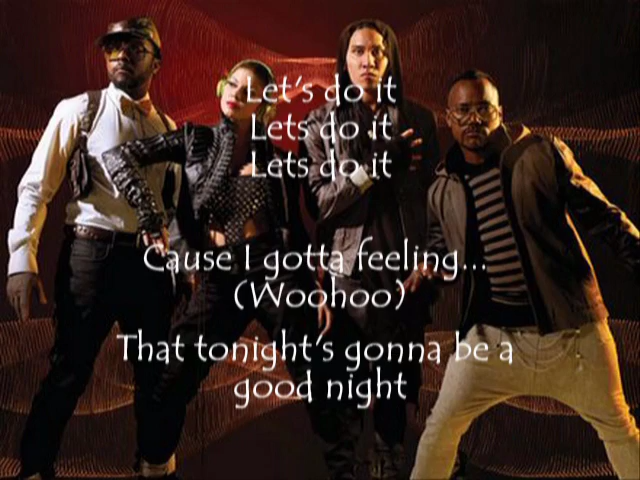 Let's do it
Lets do it
Lets do it
Cause I gotta feeling...
(Woohoo)
That tonight's gonna be a
good night